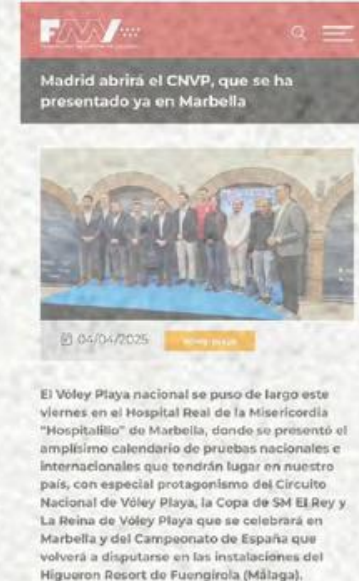 FMV
Madrid abrirá el CNVP, que se ha
presentado ya en Marbella
04/04/2025
El Vóley Playa nacional se puso de largo este
viernes en el Hospital Real de la Misericordia
"Hospitalillo" de Marbella, donde se presentó el
amplísimo calendario de pruebas nacionales e
internacionales que tendrán lugar en nuestro
país, con especial protagonismo del Circuito
Nacional de Vóley Playa, la Copa de SM El Rey y
La Reina de Vóley Playa que se celebrará en
Marbella y del Campeonato de España que
volverá a disputarse en las instalaciones del
Higueron Resort de Fuengirola (Málaga).